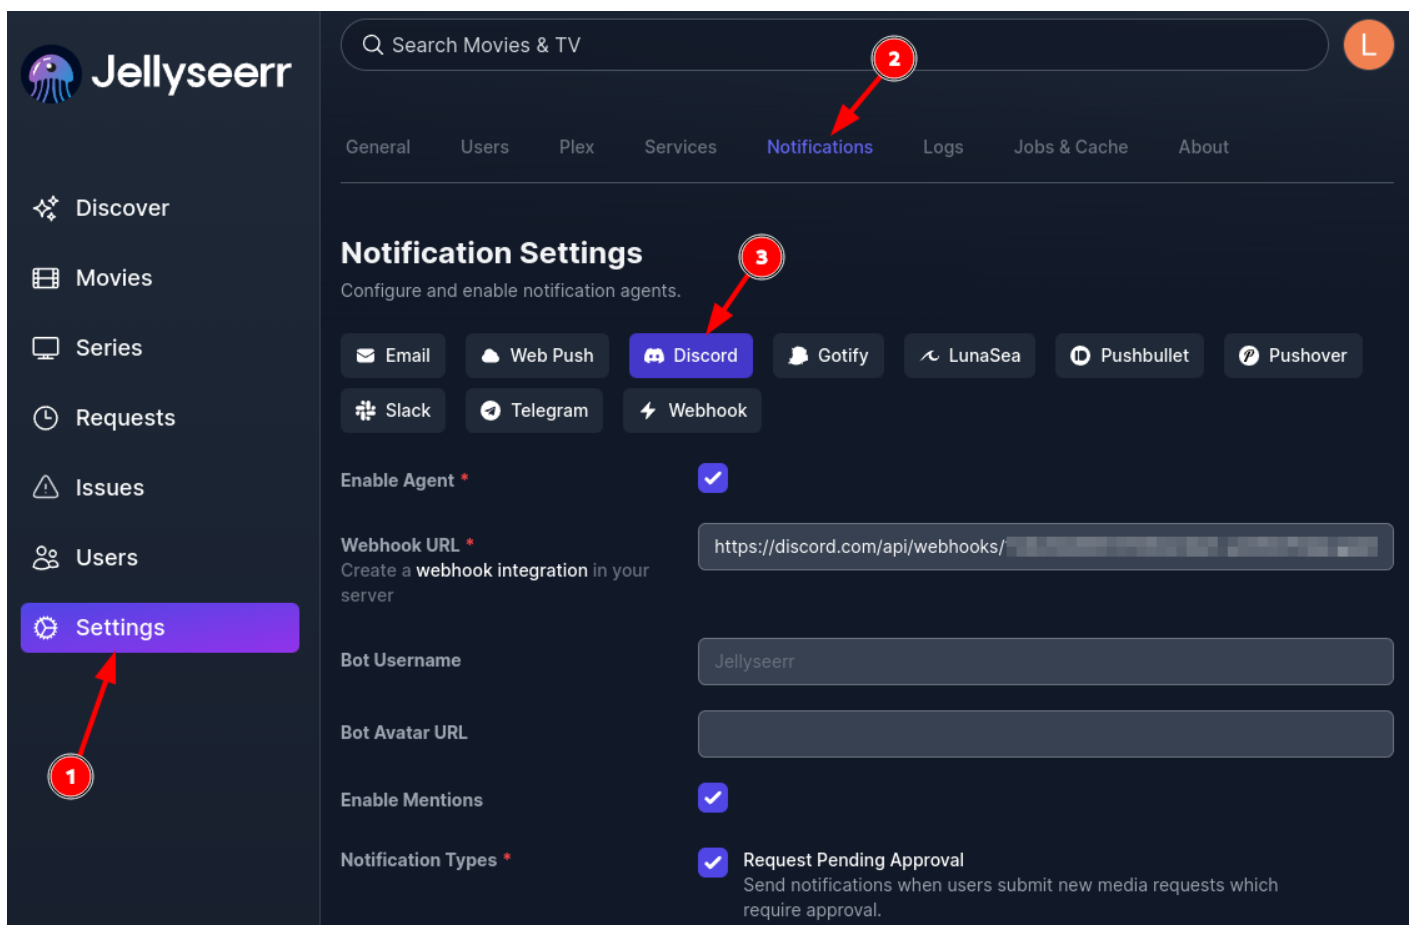 Jellyseerr
Search Movies & TV
L
2
General Users Plex Services Notifications Logs Jobs & Cache About
Discover
Movies
Series
Requests
Issues
Users
Settings
1
Notification Settings
3
Configure and enable notification agents.
Email Web Push Discord Gotify LunaSea Pushbullet Pushover
Slack Telegram Webhook
Enable Agent *
Webhook URL *
https://discord.com/api/webhooks/
Create a webhook integration in your
server
Bot Username
Jellyseerr
Bot Avatar URL
Enable Mentions
Notification Types *
Request Pending Approval
Send notifications when users submit new media requests which
require approval.